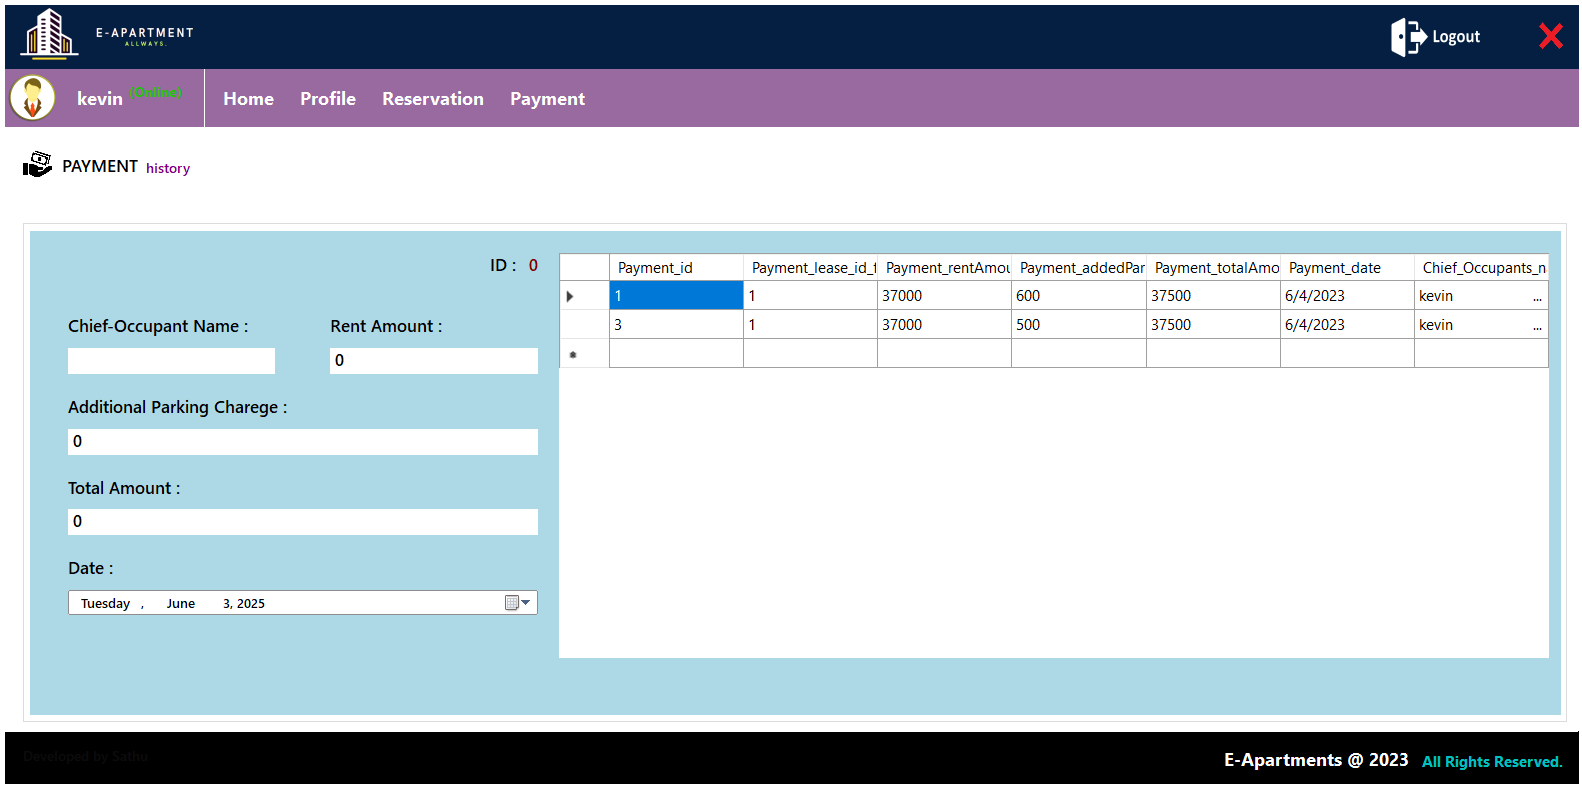 E-APARTMENT
ALLWAYS.
Logout
kevin (Online)
Home Profile Reservation Payment
PAYMENT history
ID : 0
Chief-Occupant Name :
Rent Amount :
0
Additional Parking Charege :
0
Total Amount :
0
Date :
Tuesday , June 3, 2025
Payment_id Payment_lease_id_f Payment_rentAmou Payment_addedPar Payment_totalAmo Payment_date Chief_Occupants_n
1 1 37000 600 37500 6/4/2023 kevin ...
3 1 37000 500 37500 6/4/2023 kevin ...
Developed by Sathu
E-Apartments @ 2023 All Rights Reserved.